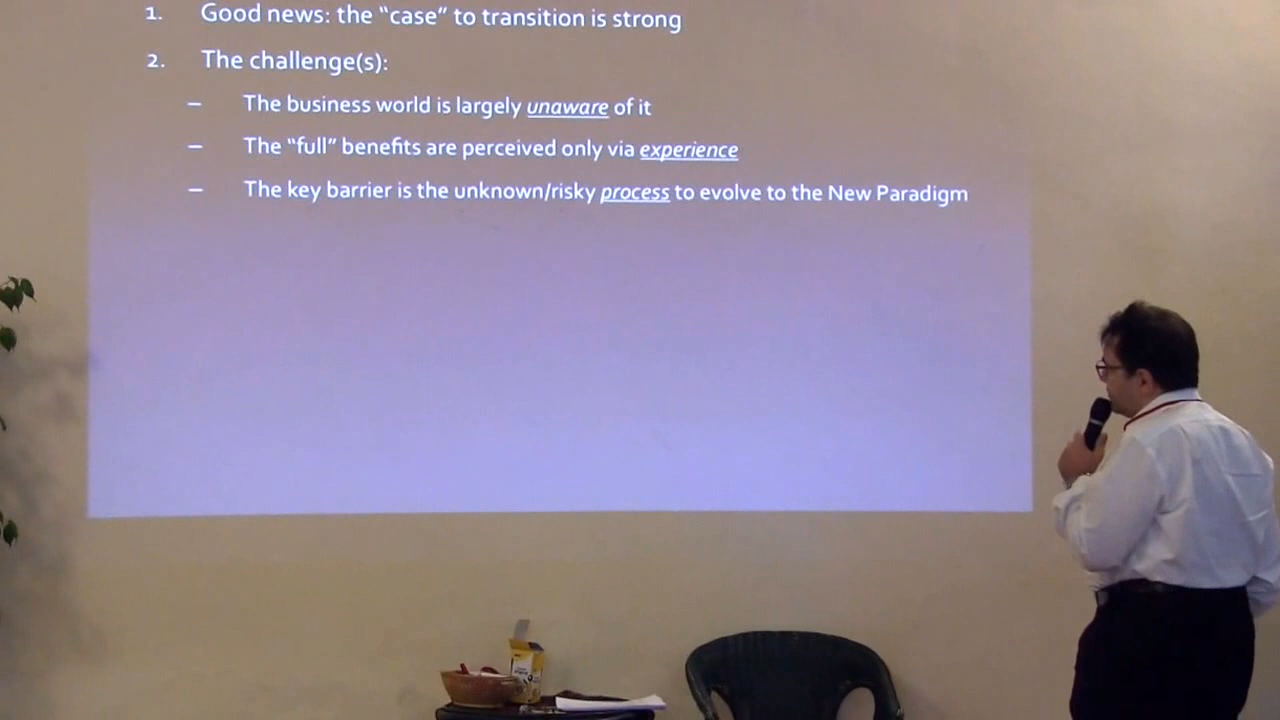 1. Good news: the “case” to transition is strong
2. The challenge(s):
– The business world is largely unaware of it
– The “full” benefits are perceived only via experience
– The key barrier is the unknown/risky process to evolve to the New Paradigm